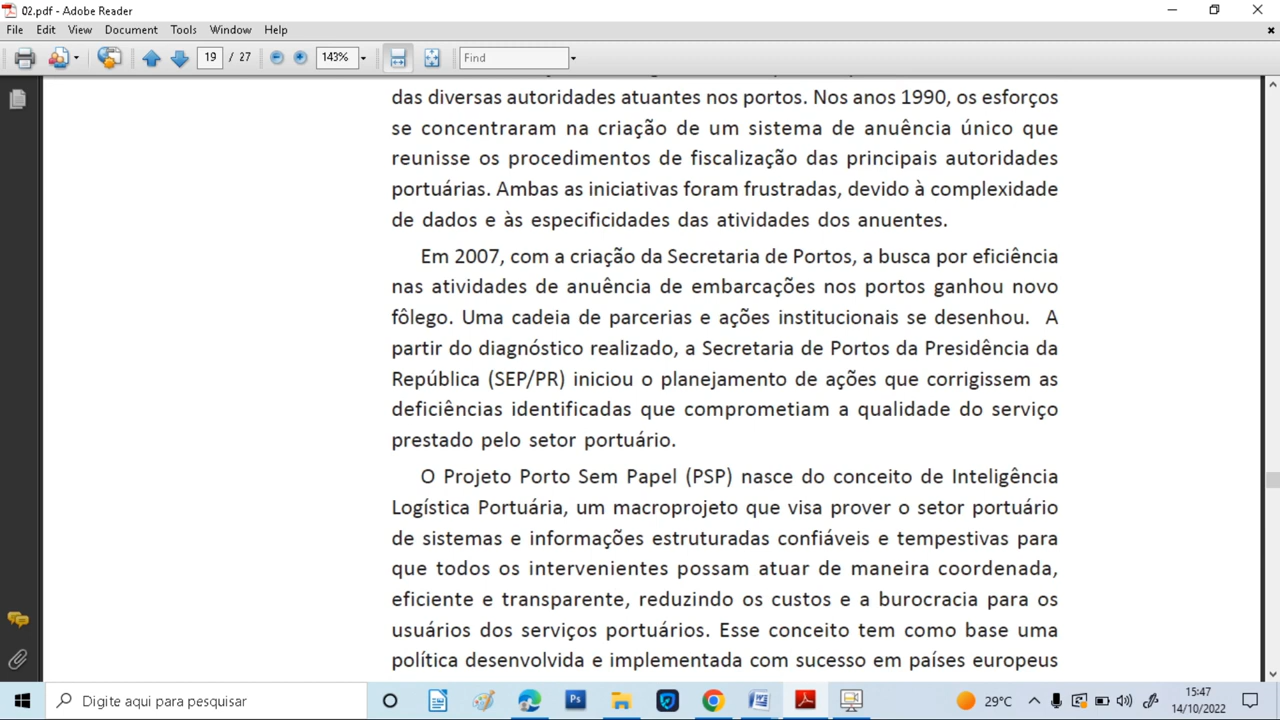 02.pdf - Adobe Reader
File Edit View Document Tools Window Help
19 / 27 143% Find
das diversas autoridades atuantes nos portos. Nos anos 1990, os esforços
se concentraram na criação de um sistema de anuência único que
reunisse os procedimentos de fiscalização das principais autoridades
portuárias. Ambas as iniciativas foram frustradas, devido à complexidade
de dados e às especificidades das atividades dos anuentes.
Em 2007, com a criação da Secretaria de Portos, a busca por eficiência
nas atividades de anuência de embarcações nos portos ganhou novo
fôlego. Uma cadeia de parcerias e ações institucionais se desenhou. A
partir do diagnóstico realizado, a Secretaria de Portos da Presidência da
República (SEP/PR) iniciou o planejamento de ações que corrigissem as
deficiências identificadas que comprometiam a qualidade do serviço
prestado pelo setor portuário.
O Projeto Porto Sem Papel (PSP) nasce do conceito de Inteligência
Logística Portuária, um macroprojeto que visa prover o setor portuário
de sistemas e informações estruturadas confiáveis e tempestivas para
que todos os intervenientes possam atuar de maneira coordenada,
eficiente e transparente, reduzindo os custos e a burocracia para os
usuários dos serviços portuários. Esse conceito tem como base uma
política desenvolvida e implementada com sucesso em países europeus
Digite aqui para pesquisar
Ps
29°C
15:47
14/10/2022